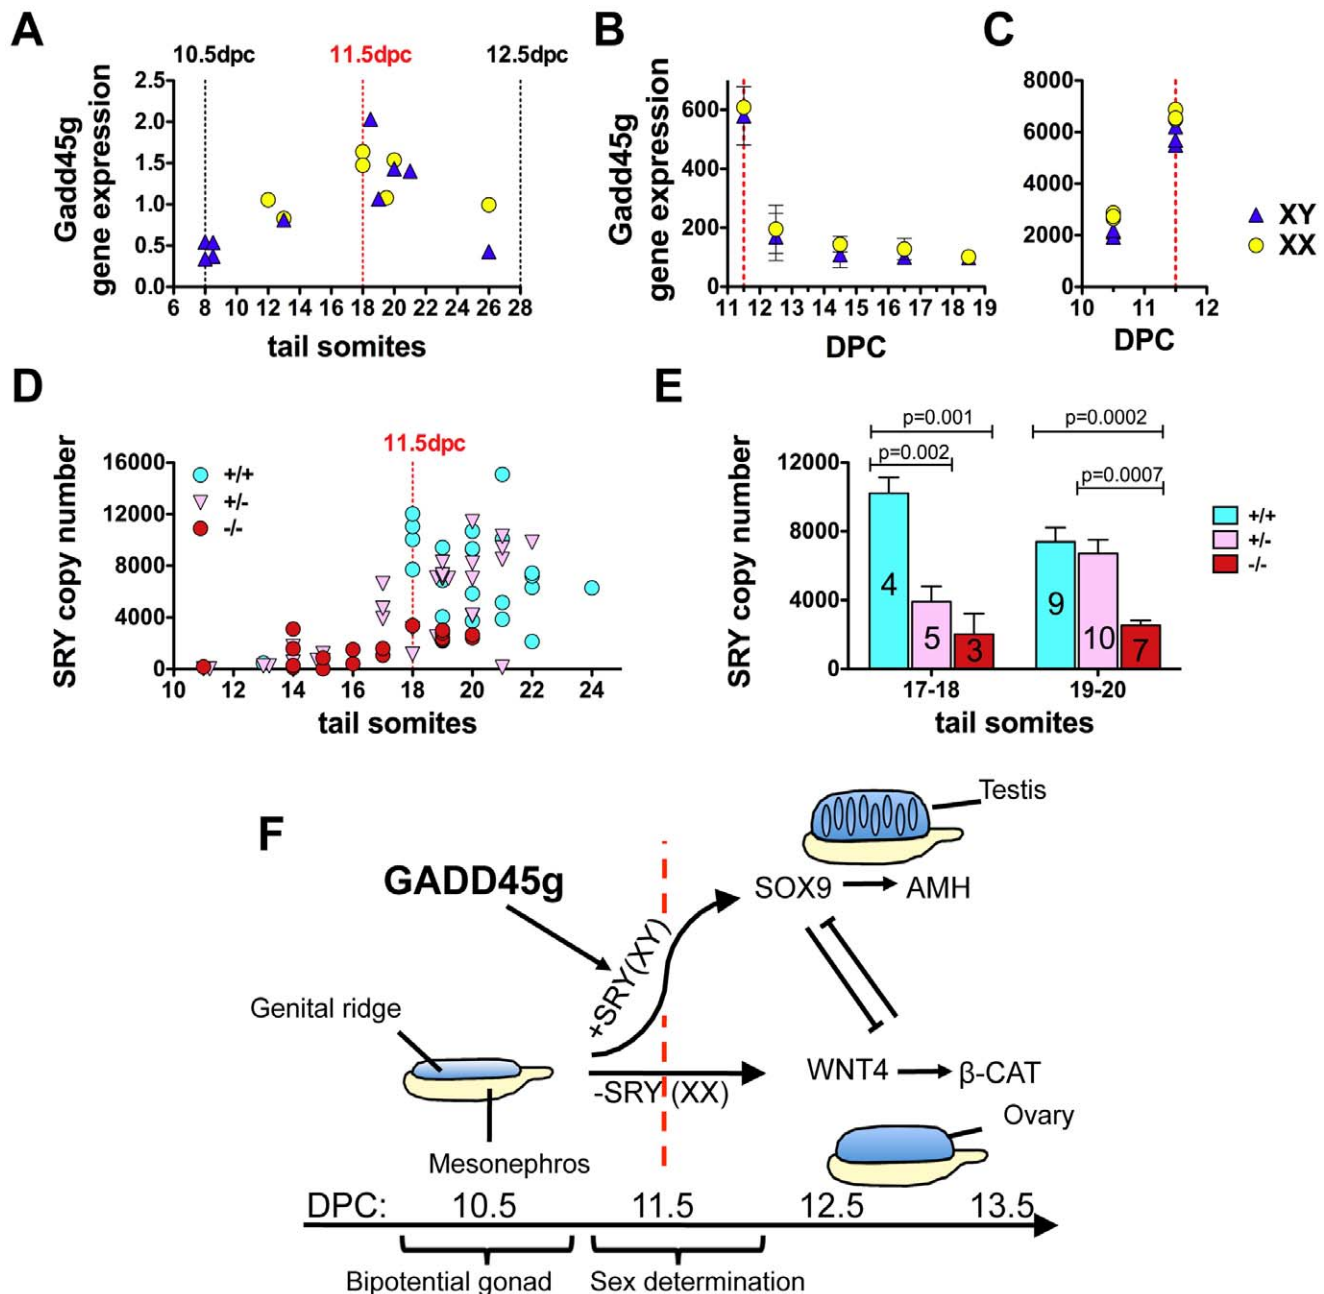 A
10.5dpc 11.5dpc 12.5dpc
Gadd45g
gene expression
2.5
2.0
1.5
1.0
0.5
0.0
6 8 10 12 14 16 18 20 22 24 26 28
tail somites
B
Gadd45g
gene expression
600
400
200
0
11 12 13 14 15 16 17 18 19
DPC
C
8000
6000
4000
2000
0
10 11 12
DPC
XY
XX
D
11.5dpc
SRY copy number
16000
12000
8000
4000
0
+/+
+/-
-/-
10 12 14 16 18 20 22 24
tail somites
E
SRY copy number
p=0.001
p=0.002
p=0.0002
p=0.0007
12000
8000
4000
0
4
5
3
9
10
7
17-18 19-20
tail somites
+/+
+/-
-/-
F
GADD45g
Testis
SOX9 AMH
+SRY(XY)
Genital ridge
-SRY (XX)
WNT4 β-CAT
Ovary
Mesonephros
DPC: 10.5 11.5 12.5 13.5
Bipotential gonad Sex determination